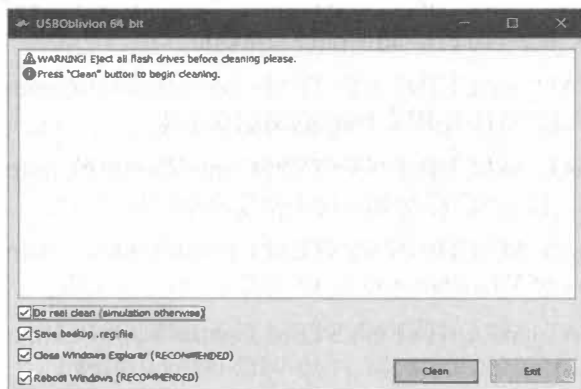 USBOblivion 64 bit
WARNING! Eject all flash drives before cleaning please.
Press "Clean" button to begin cleaning.
Do real clean (simulation otherwise)
Save backup .reg-file
Close Windows Explorer (RECOMMENDED)
Reboot Windows (RECOMMENDED)
Clean
Exit